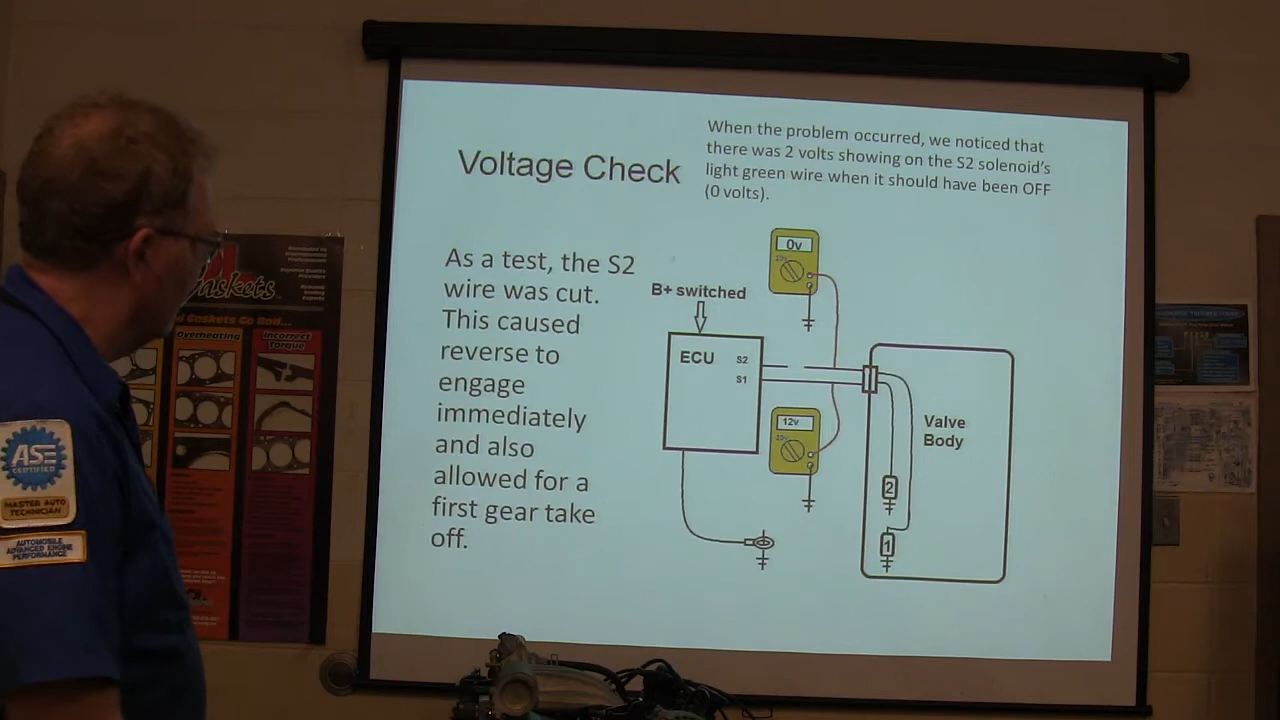 Voltage Check
When the problem occurred, we noticed that
there was 2 volts showing on the S2 solenoid's
light green wire when it should have been OFF
(0 volts).
As a test, the S2
wire was cut.
This caused
reverse to
engage
immediately
and also
allowed for a
first gear take
off.
B+ switched
0v
ECU
S2
S1
12v
Valve
Body
2
1
Overheating
Incorrect
Torque
ASE
CERTIFIED
MASTER AUTO
TECHNICIAN
AUTOMOBILE
ADVANCED ENGINE
PERFORMANCE